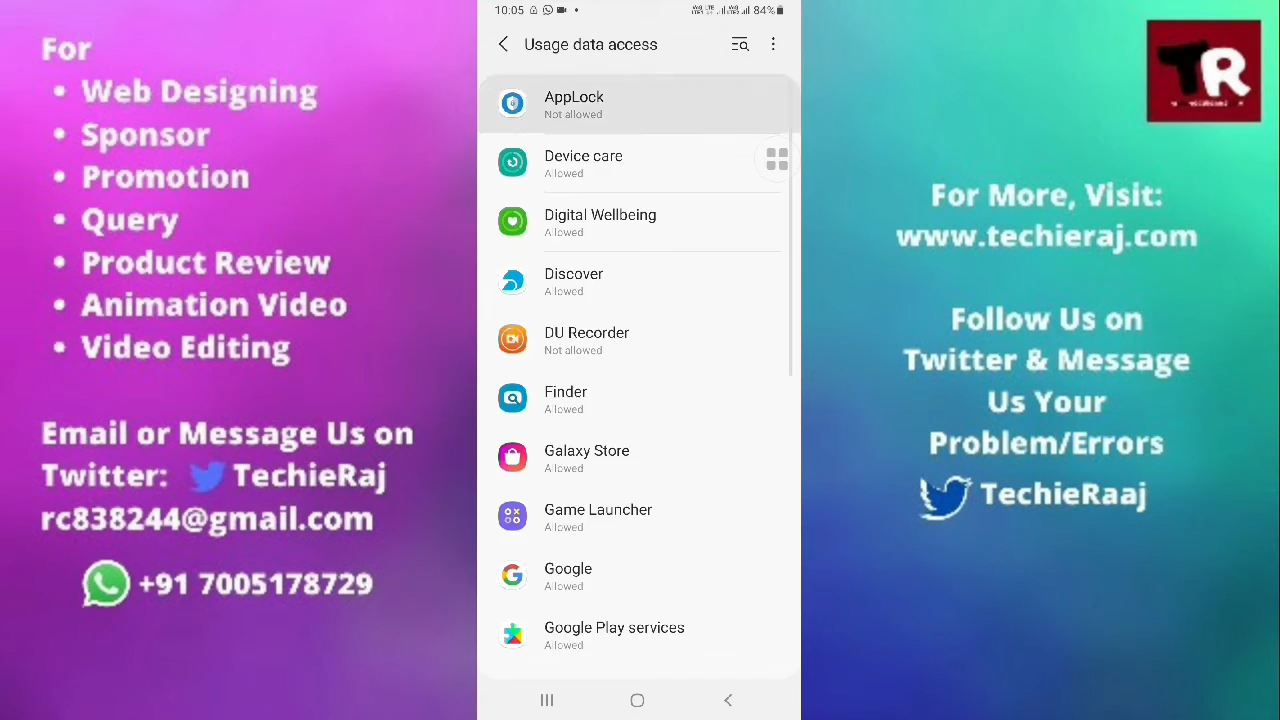 For
• Web Designing
• Sponsor
• Promotion
• Query
• Product Review
• Animation Video
• Video Editing
Email or Message Us on
Twitter: TechieRaj
rc838244@gmail.com
+91 7005178729
10:05
84%
Usage data access
AppLock
Not allowed
Device care
Allowed
Digital Wellbeing
Allowed
Discover
Allowed
DU Recorder
Not allowed
Finder
Allowed
Galaxy Store
Allowed
Game Launcher
Allowed
Google
Allowed
Google Play services
Allowed
TR
For More, Visit:
www.techieraj.com
Follow Us on
Twitter & Message
Us Your
Problem/Errors
TechieRaaj